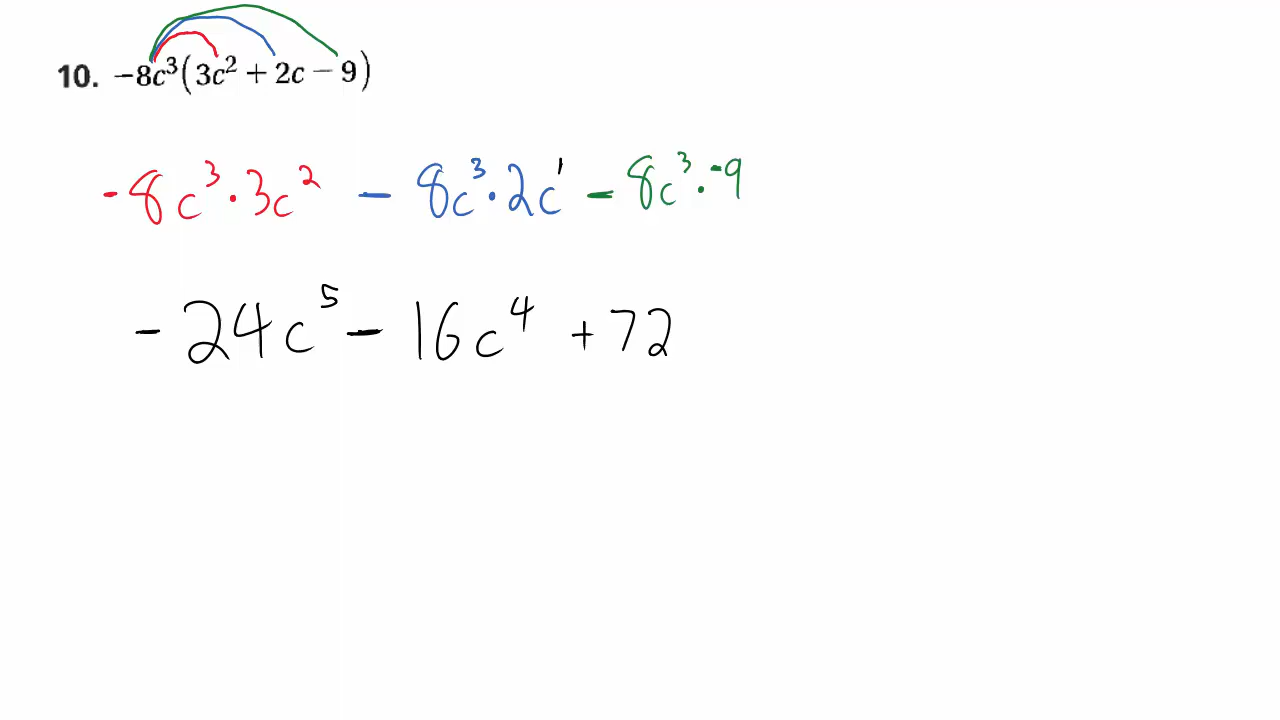 10. −8c³(3c² + 2c − 9)
-8c³·3c² − 8c³·2c¹ − 8c³·-9
-24c⁵ − 16c⁴ +72